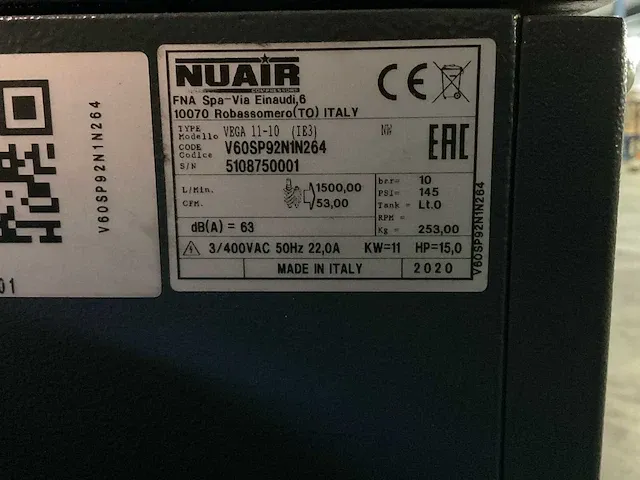 V60SP92N1N264
01
NUAIR
FNA Spa-Via Einaudi,6
10070 Robassomero(TO) ITALY
CE
EAC
TYPE
Modello
VEGA 11-10 (IE3)
CODE
Codice
V60SP92N1N264
S/N
5108750001
L/Min. 1500,00
CFM. 53,00
bar= 10
PSI= 145
Tank = Lt.0
RPM =
Kg = 253,00
dB(A) = 63
3/400VAC 50Hz 22,0A KW=11 HP=15,0
MADE IN ITALY 2020
V60SP92N1N264